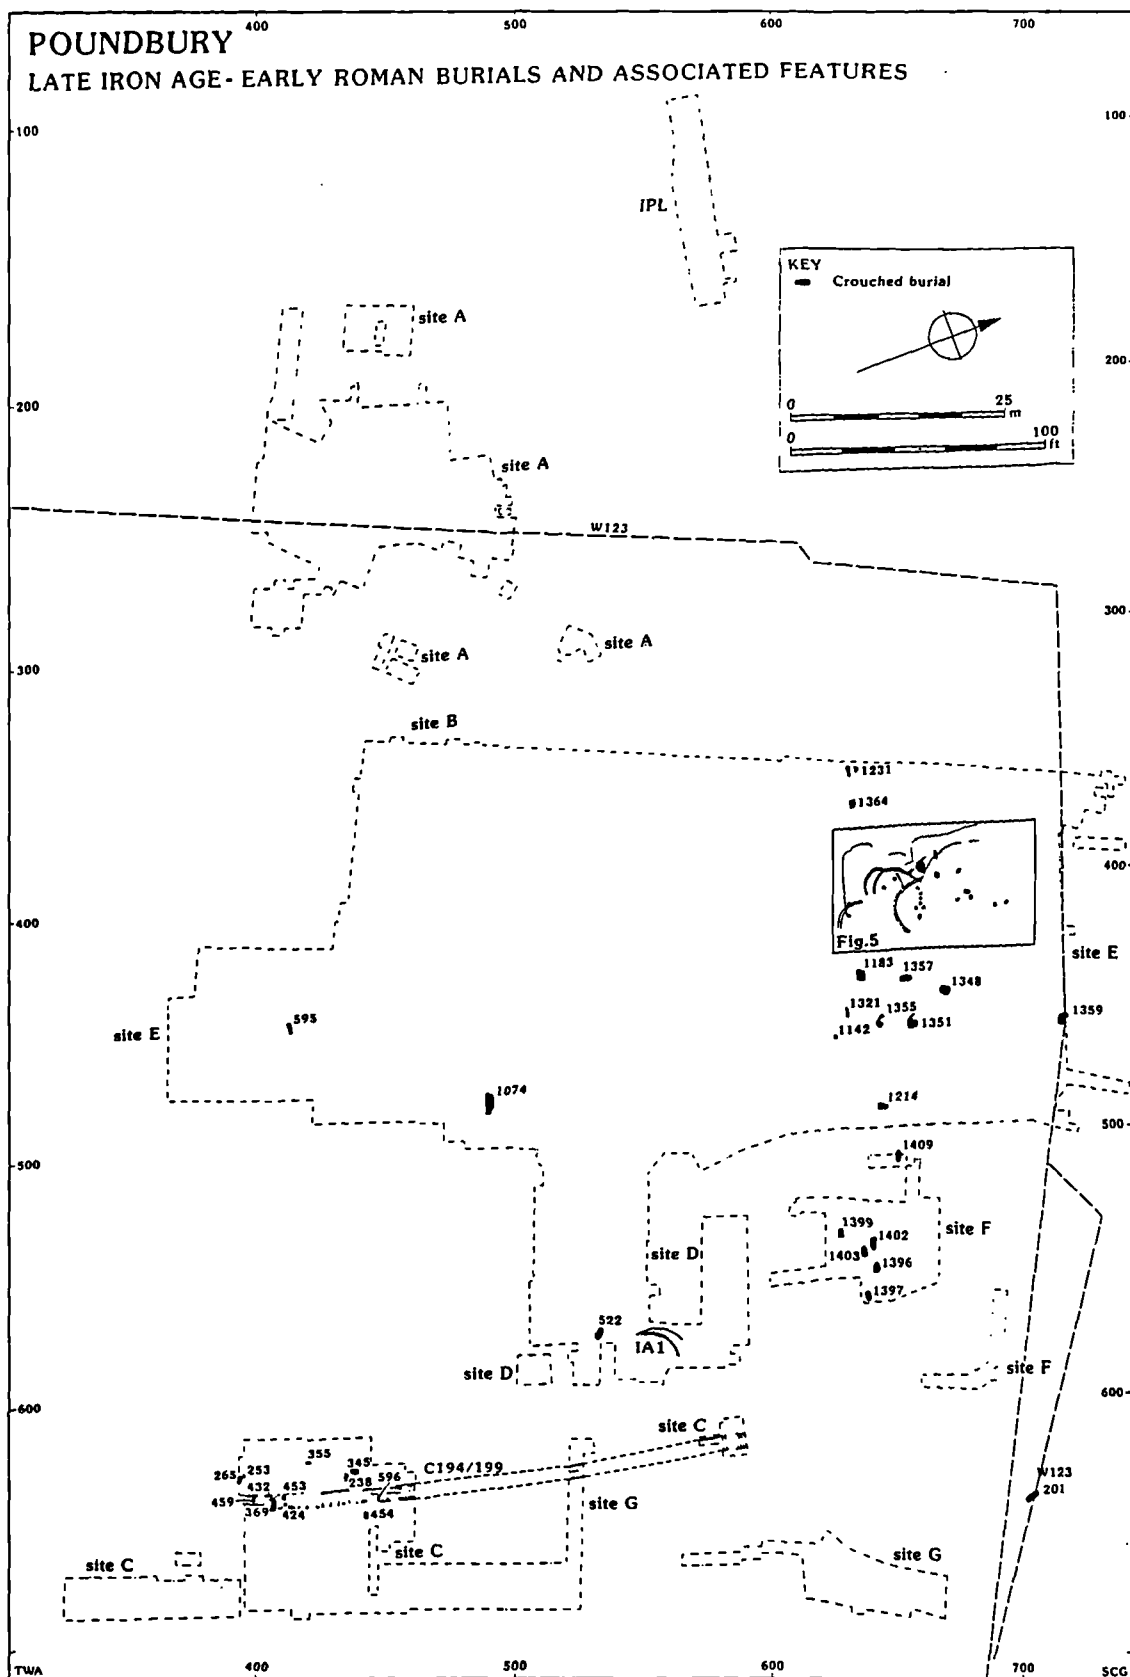 400 500 600 700
POUNDBURY
LATE IRON AGE - EARLY ROMAN BURIALS AND ASSOCIATED FEATURES
100 100
IPL
KEY
Crouched burial
site A
200
0 25
m
200
0 100
ft
site A
W123
300
site A site A
300
site B
1231
1364
400
400
Fig.5
site E
1183 1357
1348
1321 1355
1359
595
1142 1351
site E
1074
1214
500
1409
500
1399 1402
site F
site D
1403
1396
1397
522
IA1
site D
site F
600
600
site C
355
345
265 253
596
C194/199
238
432 453
459
W123
369 424
454
201
site G
site C site C
site G
TWA 400 500 600 700 SCG